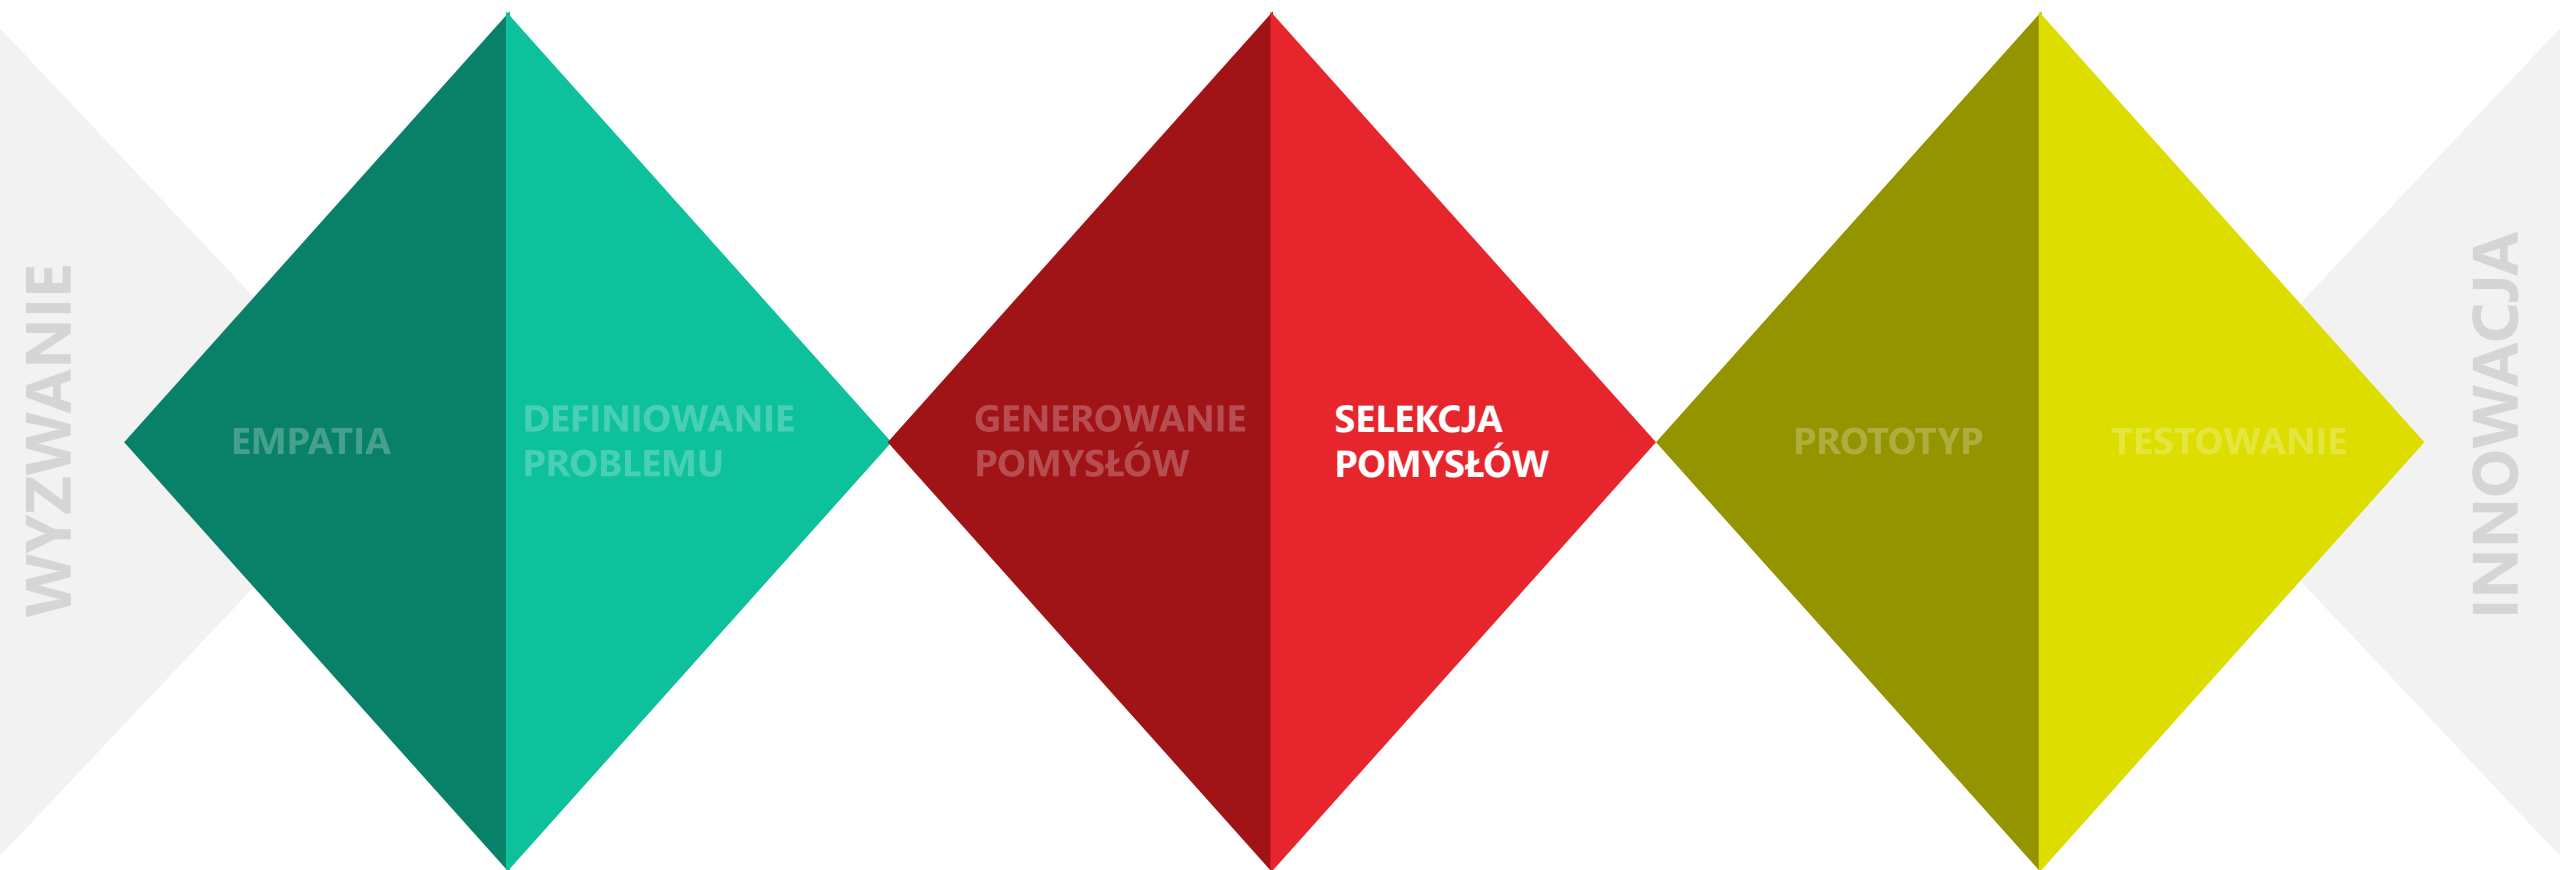 WYZWANIE
EMPATIA
DEFINIOWANIE
PROBLEMU
GENEROWANIE
POMYSŁÓW
SELEKCJA
POMYSŁÓW
PROTOTYP
TESTOWANIE
INNOWACJA